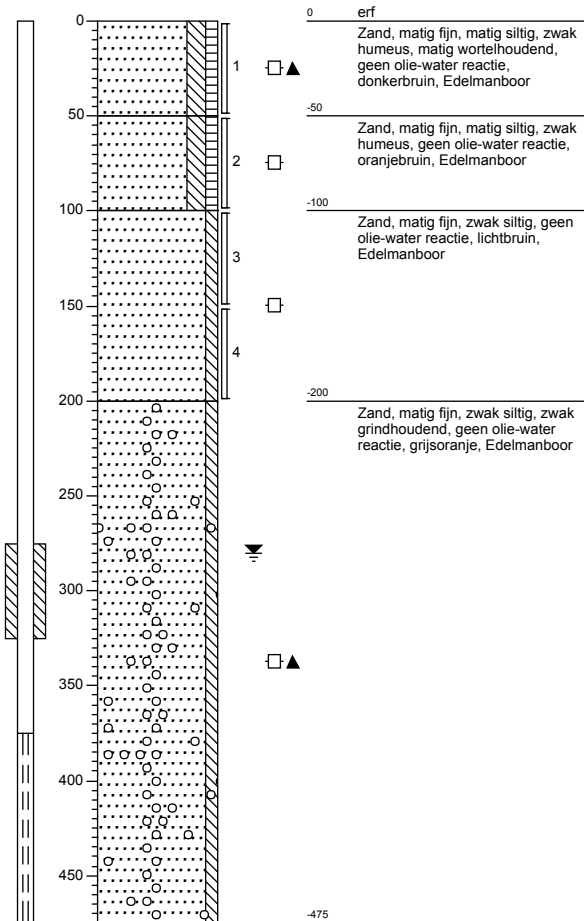 0
50
100
150
200
250
300
350
400
450
1
2
3
4
0
erf
Zand, matig fijn, matig siltig, zwak
humeus, matig wortelhoudend,
geen olie-water reactie,
donkerbruin, Edelmanboor
-50
Zand, matig fijn, matig siltig, zwak
humeus, geen olie-water reactie,
oranjebruin, Edelmanboor
-100
Zand, matig fijn, zwak siltig, geen
olie-water reactie, lichtbruin,
Edelmanboor
-200
Zand, matig fijn, zwak siltig, zwak
grindhoudend, geen olie-water
reactie, grijsoranje, Edelmanboor
-475